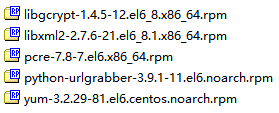 libgcrypt-1.4.5-12.el6_8.x86_64.rpm
libxml2-2.7.6-21.el6_8.1.x86_64.rpm
pcre-7.8-7.el6.x86_64.rpm
python-urlgrabber-3.9.1-11.el6.noarch.rpm
yum-3.2.29-81.el6.centos.noarch.rpm